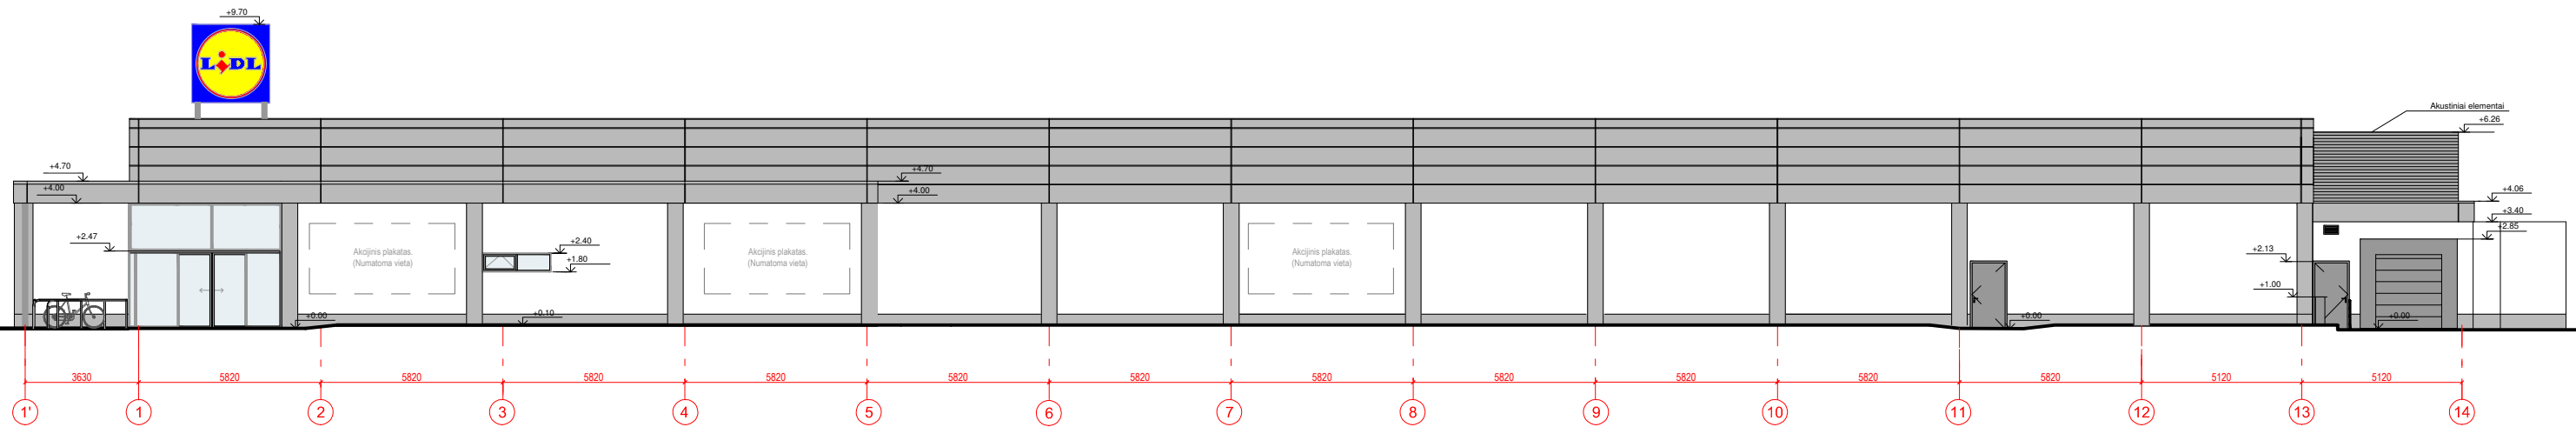 +9.70
LiDL
Akustiniai elementai
+6.26
+4.70
+4.70
+4.00
+4.00
+4.06
+3.40
+2.85
+2.47
+2.40
+1.80
+2.13
+1.00
Akcijinis plakatas.
(Numatoma vieta)
Akcijinis plakatas.
(Numatoma vieta)
Akcijinis plakatas.
(Numatoma vieta)
+0.00
+0.10
+0.00
+0.00
3630 5820 5820 5820 5820 5820 5820 5820 5820 5820 5820 5820 5120 5120
1' 1 2 3 4 5 6 7 8 9 10 11 12 13 14